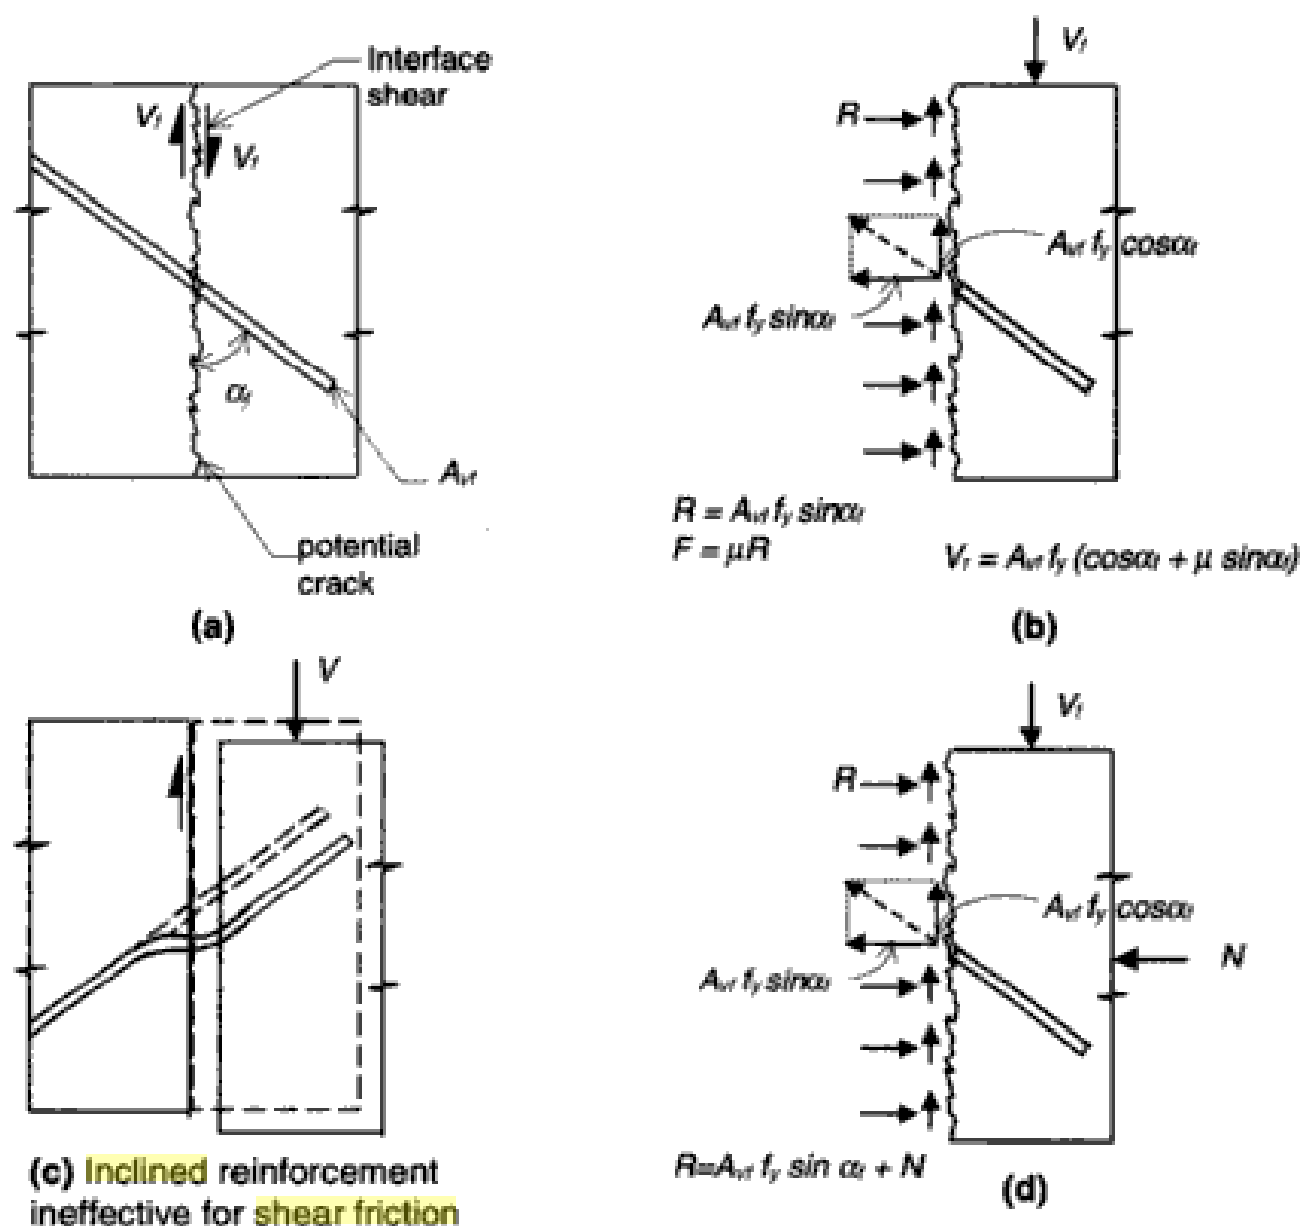 Interface
shear
Vf
Vf
αf
Avf
potential
crack
(a)
Vf
R
Avf fy cosαf
Avf fy sinαf
R = Avf fy sinαf
F = μR
Vr = Avf fy (cosαf + μ sinαf)
(b)
V
(c) Inclined reinforcement
ineffective for shear friction
Vf
R
Avf fy cosαf
Avf fy sinαf
N
R=Avf fy sin αf + N
(d)